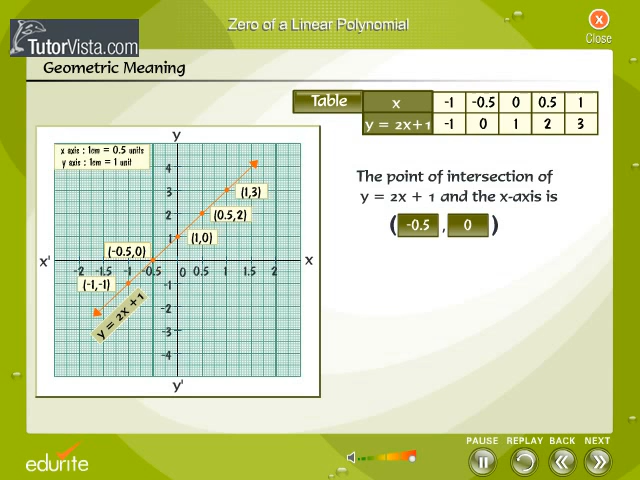 Zero of a Linear Polynomial
x
Close
TutorVista.com
Geometric Meaning
Table x -1 -0.5 0 0.5 1
y = 2x+1 -1 0 1 2 3
x axis : 1cm = 0.5 units
y axis : 1cm = 1 unit
y
4
3
(1,3)
2
(0.5,2)
1
(1,0)
(-0.5,0)
x' x
-2 -1.5 -1 -0.5 0 0.5 1 1.5 2
(-1,-1)
-1
-2
y = 2x+1
-3
-4
y'
The point of intersection of
y = 2x + 1 and the x-axis is
( -0.5 , 0 )
PAUSE REPLAY BACK NEXT
edurite